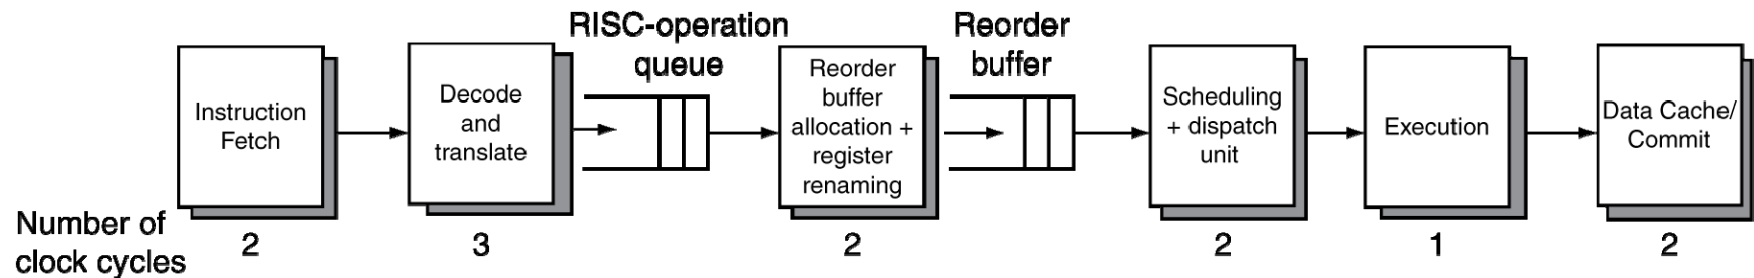 RISC-operation
queue
Reorder
buffer
Instruction
Fetch
Decode
and
translate
Reorder
buffer
allocation +
register
renaming
Scheduling
+ dispatch
unit
Execution
Data Cache/
Commit
Number of
clock cycles
2
3
2
2
1
2